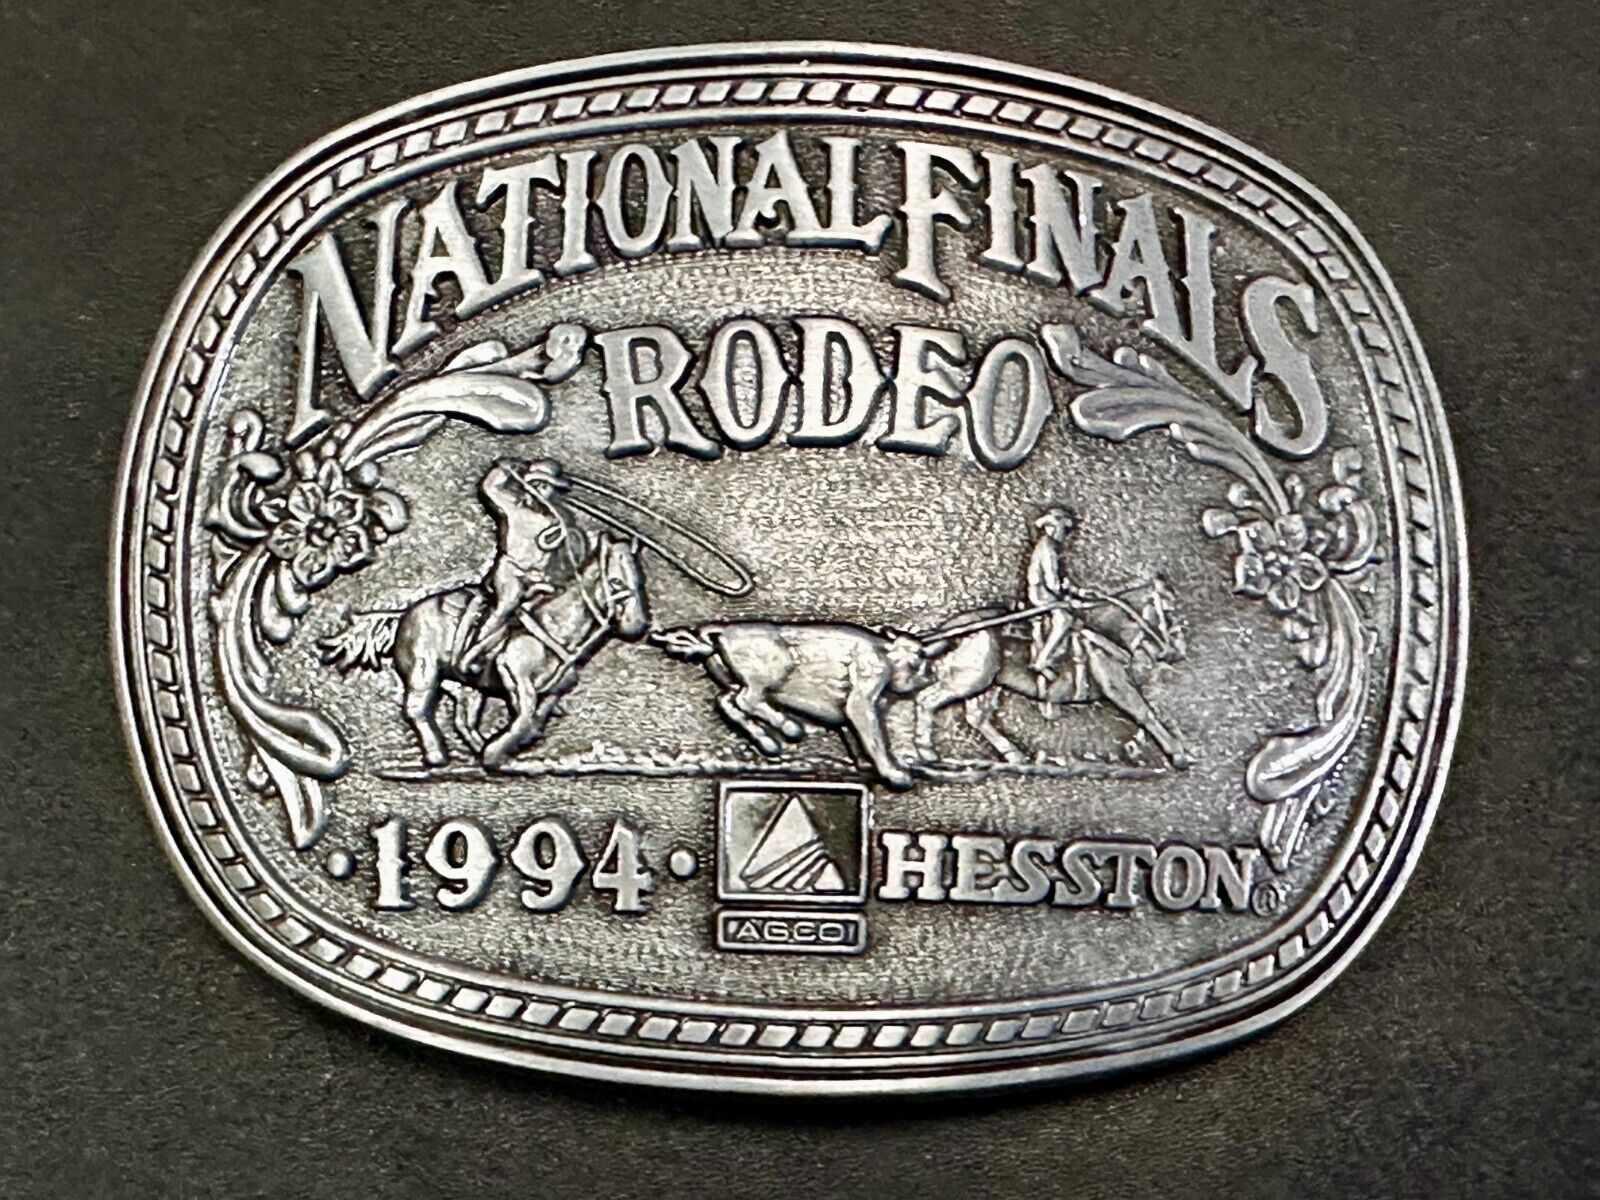 NATIONAL FINALS
RODEO
·1994· HESSTON®
AGCO